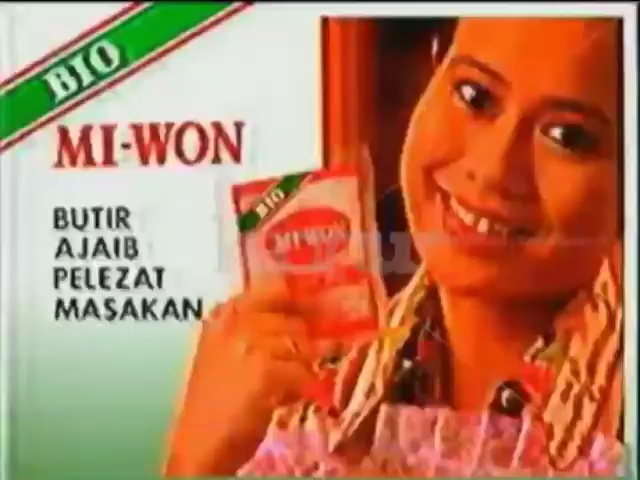 BIO
MI-WON
BUTIR
AJAIB
PELEZAT
MASAKAN
BIO
MI-WON